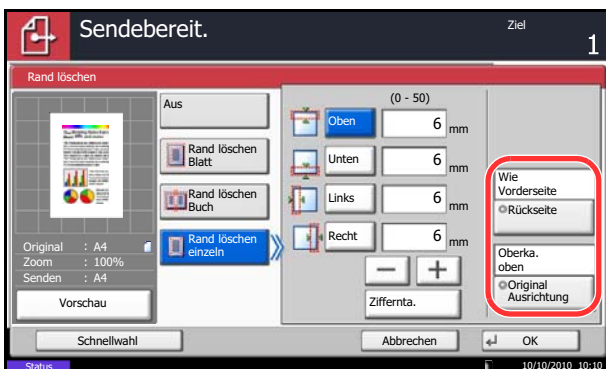 Sendebereit.
Ziel
1
Rand löschen
Aus
Rand löschen
Blatt
Rand löschen
Buch
Rand löschen
einzeln
(0 - 50)
Oben
6 mm
Unten
6 mm
Links
6 mm
Recht
6 mm
Ziffernta.
Wie
Vorderseite
Rückseite
Oberka.
oben
Original
Ausrichtung
Original : A4
Zoom : 100%
Senden : A4
Vorschau
Schnellwahl
Abbrechen
OK
Status
10/10/2010 10:10